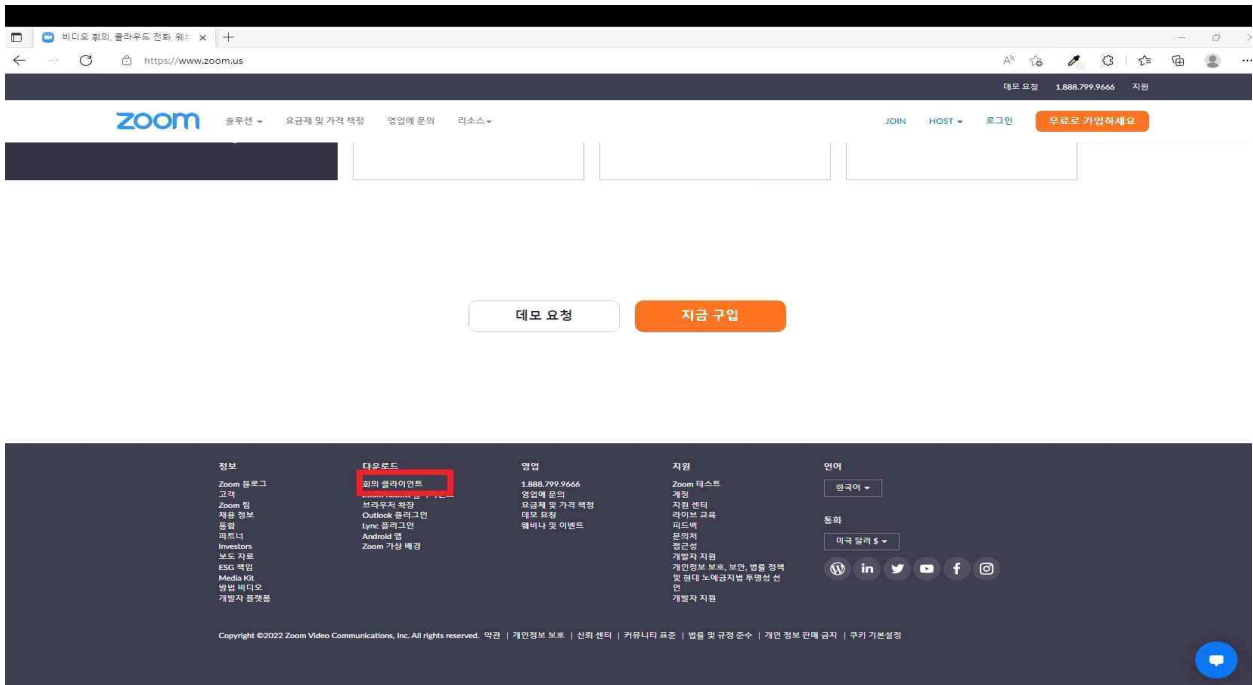 비디오 회의, 클라우드 전화, 웨
https://www.zoom.us
데모 요청 1.888.799.9666 지원
zoom 솔루션 요금제 및 가격 책정 영업에 문의 리소스 JOIN HOST 로그인 무료로 가입하세요
데모 요청 지금 구입
정보
Zoom 블로그
고객
Zoom 팀
채용 정보
통합
파트너
Investors
보도 자료
ESG 책임
Media Kit
방법 비디오
개발자 플랫폼
다운로드
회의 클라이언트
브라우저 확장
Outlook 플러그인
Lync 플러그인
Android 앱
Zoom 가상 배경
영업
1.888.799.9666
영업에 문의
요금제 및 가격 책정
데모 요청
웨비나 및 이벤트
지원
Zoom 테스트
계정
지원 센터
라이브 교육
피드백
문의처
접근성
개발자 지원
개인정보 보호, 보안, 법률 정책
및 현대 노예금지법 투명성 선
언
개발자 지원
언어
한국어
통화
미국 달러 $
Copyright ©2022 Zoom Video Communications, Inc. All rights reserved. 약관 | 개인정보 보호 | 신뢰 센터 | 커뮤니티 표준 | 법률 및 규정 준수 | 개인 정보 판매 금지 | 쿠키 기본설정